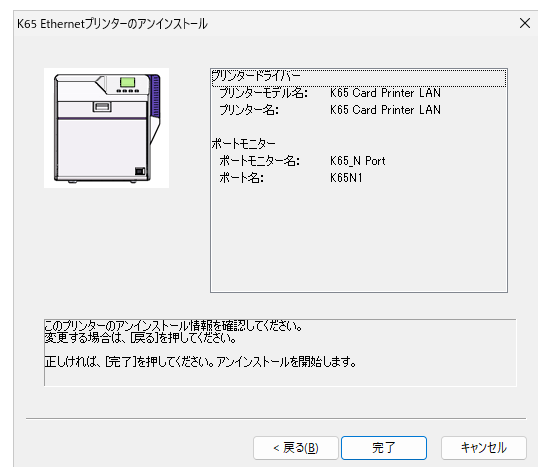 K65 Ethernetプリンターのアンインストール
プリンタードライバー
プリンターモデル名: K65 Card Printer LAN
プリンター名: K65 Card Printer LAN
ポートモニター
ポートモニター名: K65_N Port
ポート名: K65N1
このプリンターのアンインストール情報を確認してください。
変更する場合は、[戻る]を押してください。
正しければ、[完了]を押してください。アンインストールを開始します。
< 戻る(B)
完了
キャンセル